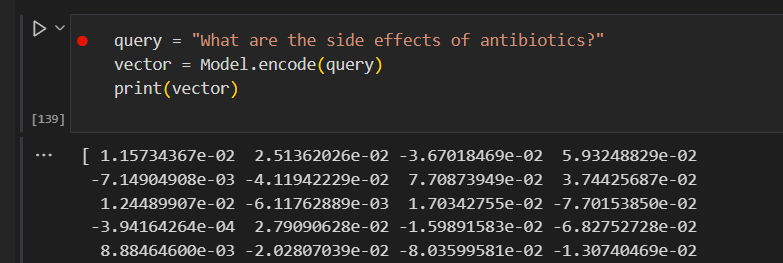 query = "What are the side effects of antibiotics?"
vector = Model.encode(query)
print(vector)
[139]
... [ 1.15734367e-02 2.51362026e-02 -3.67018469e-02 5.93248829e-02
-7.14904908e-03 -4.11942229e-02 7.70873949e-02 3.74425687e-02
1.24489907e-02 -6.11762889e-03 1.70342755e-02 -7.70153850e-02
-3.94164264e-04 2.79090628e-02 -1.59891583e-02 -6.82752728e-02
8.88464600e-03 -2.02807039e-02 -8.03599581e-02 -1.30740469e-02